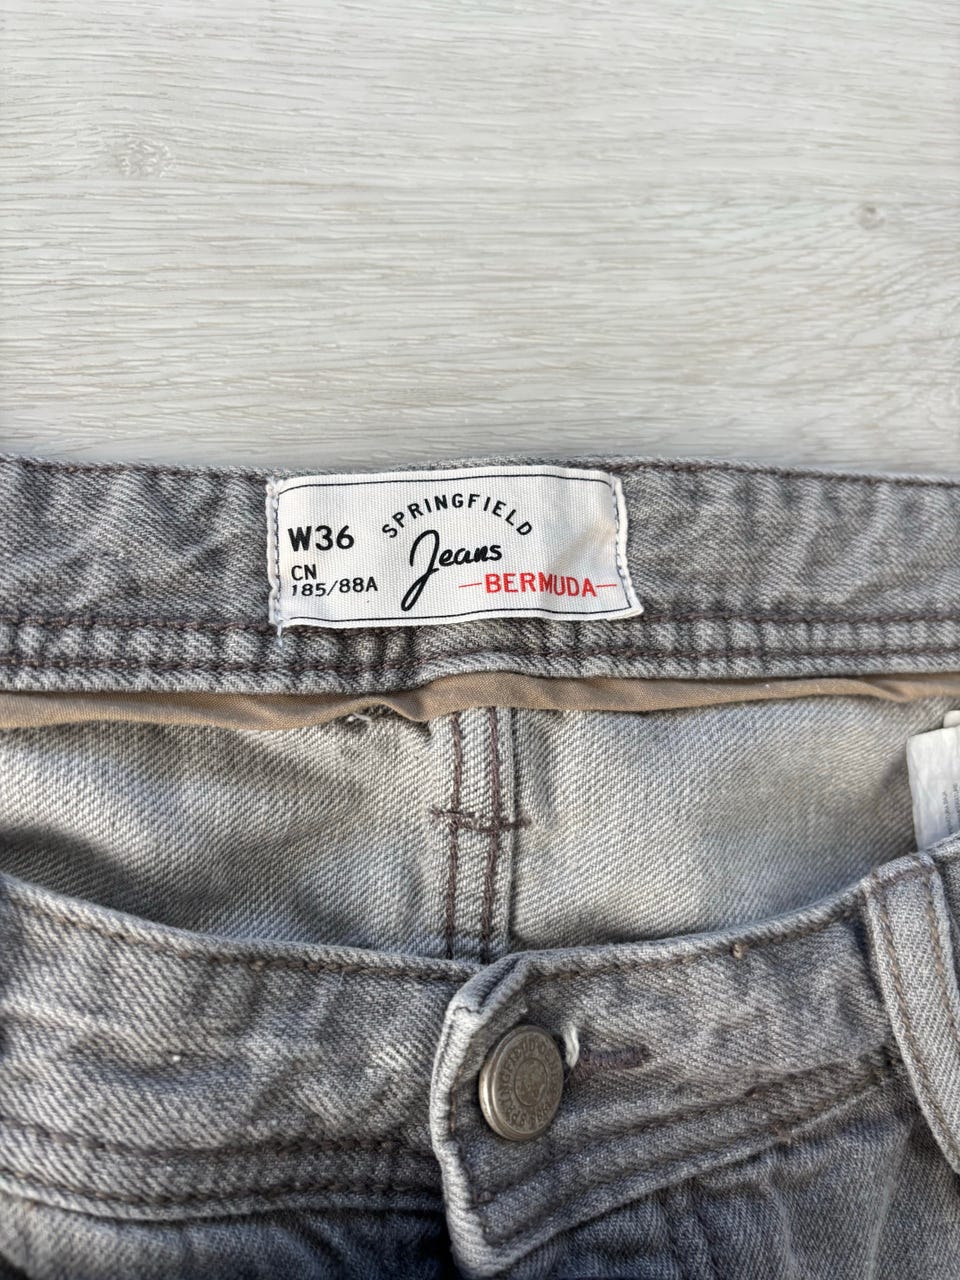 W36
CN
185/88A
SPRINGFIELD
Jeans
BERMUDA